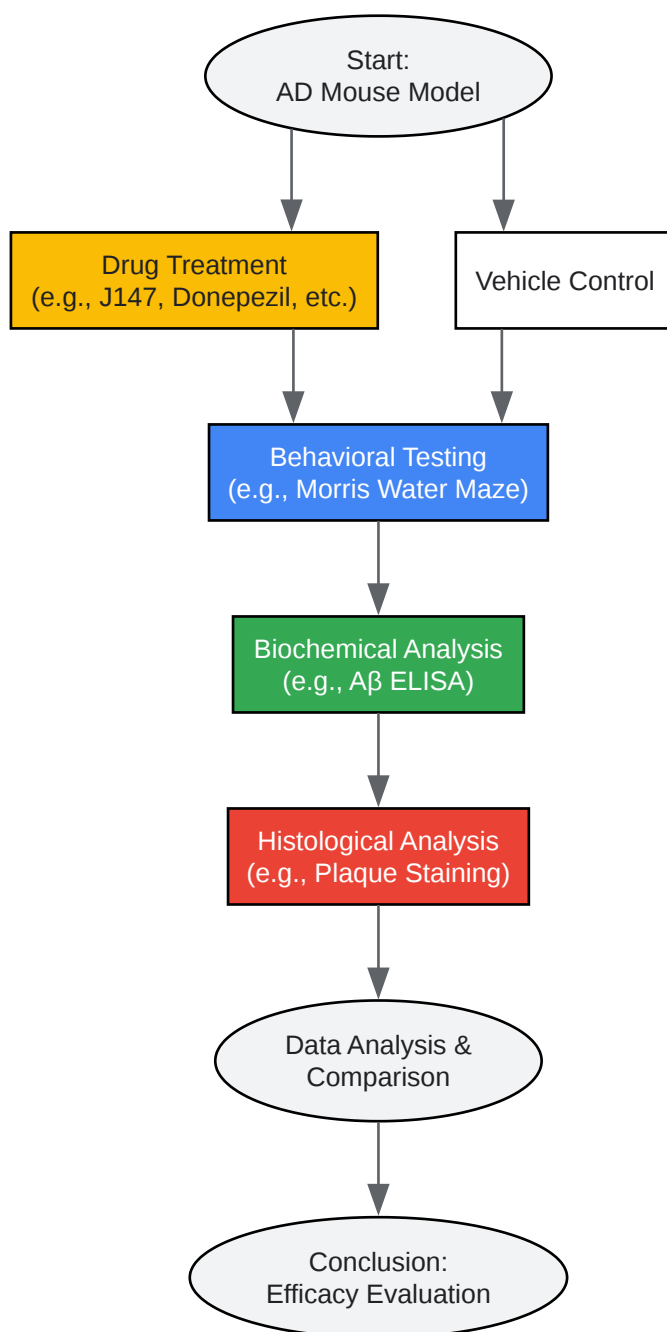 Start:
AD Mouse Model
Drug Treatment
(e.g., J147, Donepezil, etc.)
Vehicle Control
Behavioral Testing
(e.g., Morris Water Maze)
Biochemical Analysis
(e.g., Aβ ELISA)
Histological Analysis
(e.g., Plaque Staining)
Data Analysis &
Comparison
Conclusion:
Efficacy Evaluation